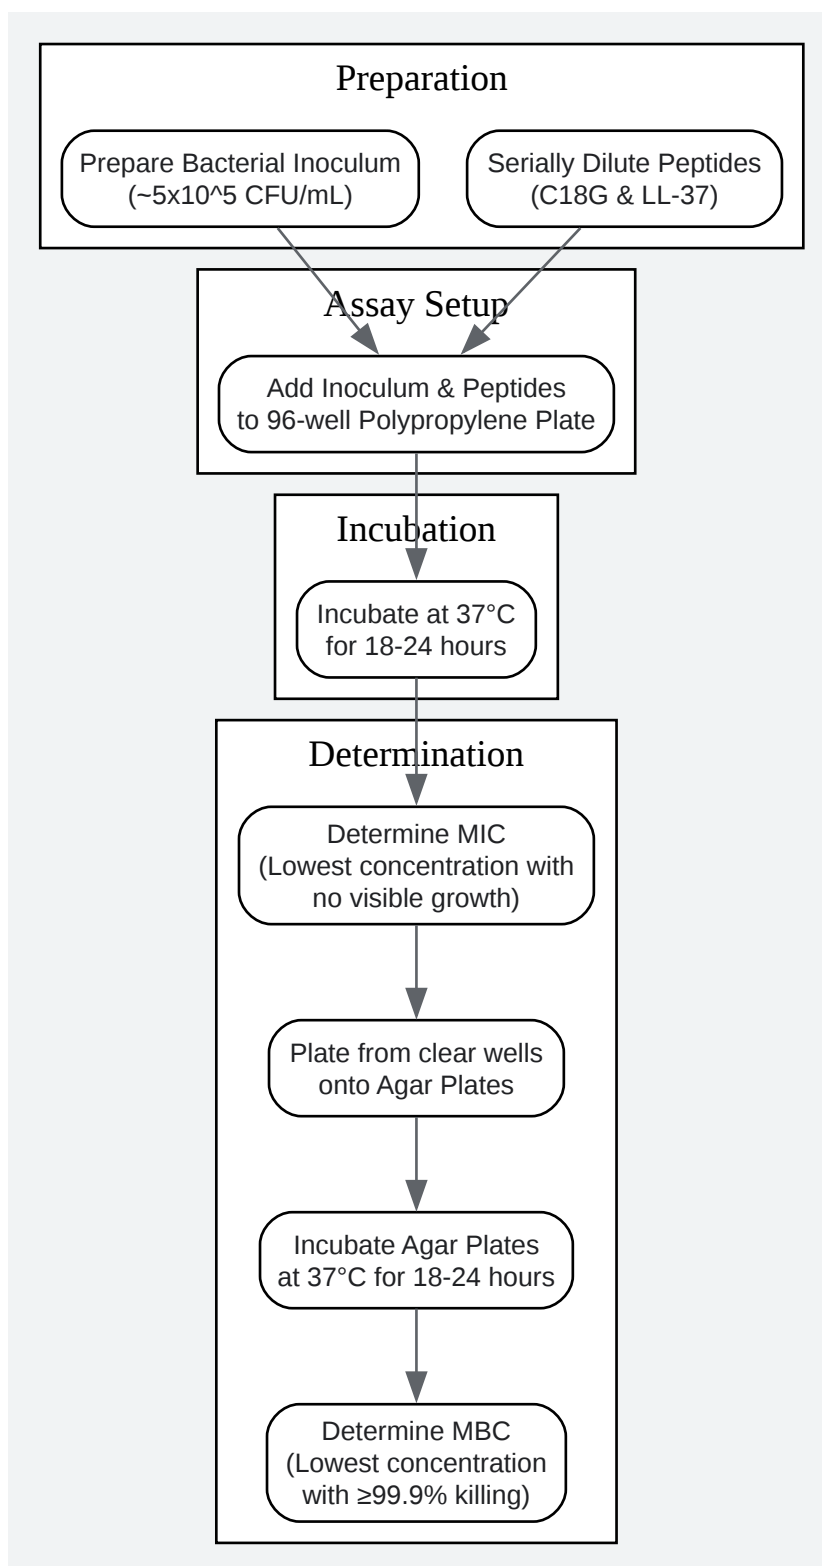 Preparation
Prepare Bacterial Inoculum
(~5x10^5 CFU/mL)
Serially Dilute Peptides
(C18G & LL-37)
Assay Setup
Add Inoculum & Peptides
to 96-well Polypropylene Plate
Incubation
Incubate at 37°C
for 18-24 hours
Determination
Determine MIC
(Lowest concentration with
no visible growth)
Plate from clear wells
onto Agar Plates
Incubate Agar Plates
at 37°C for 18-24 hours
Determine MBC
(Lowest concentration
with ≥99.9% killing)